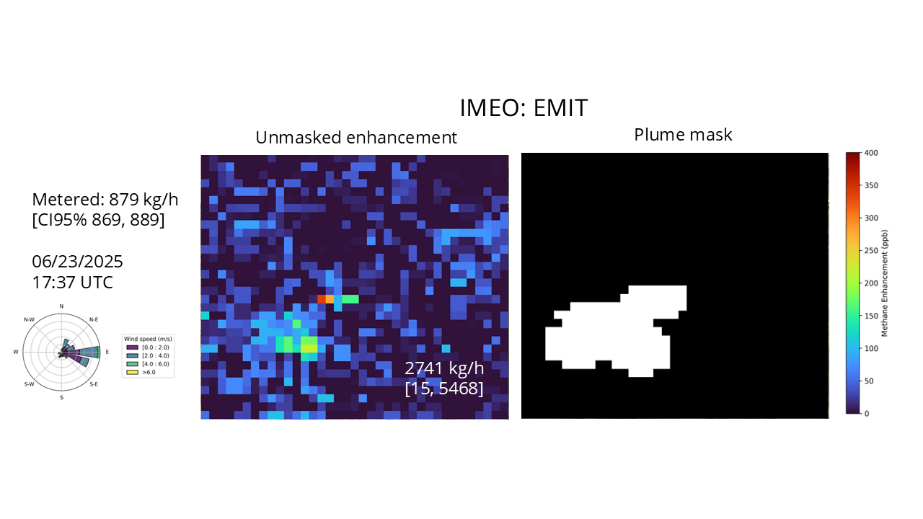 IMEO: EMIT
Unmasked enhancement
Plume mask
Metered: 879 kg/h
[CI95% 869, 889]
06/23/2025
17:37 UTC
N
N-W
N-E
W
E
S-W
S-E
S
Wind speed (m/s)
[0.0 : 2.0)
[2.0 : 4.0)
[4.0 : 6.0)
>6.0
2741 kg/h
[15, 5468]
400
350
300
250
200
150
100
50
0
Methane Enhancement (ppb)